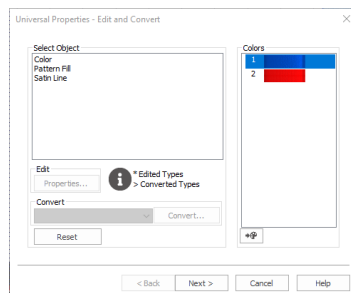 Universal Properties - Edit and Convert
Select Object
Color
Pattern Fill
Satin Line
Colors
1
2
Edit
Properties...
* Edited Types
> Converted Types
Convert
Convert...
Reset
< Back
Next >
Cancel
Help